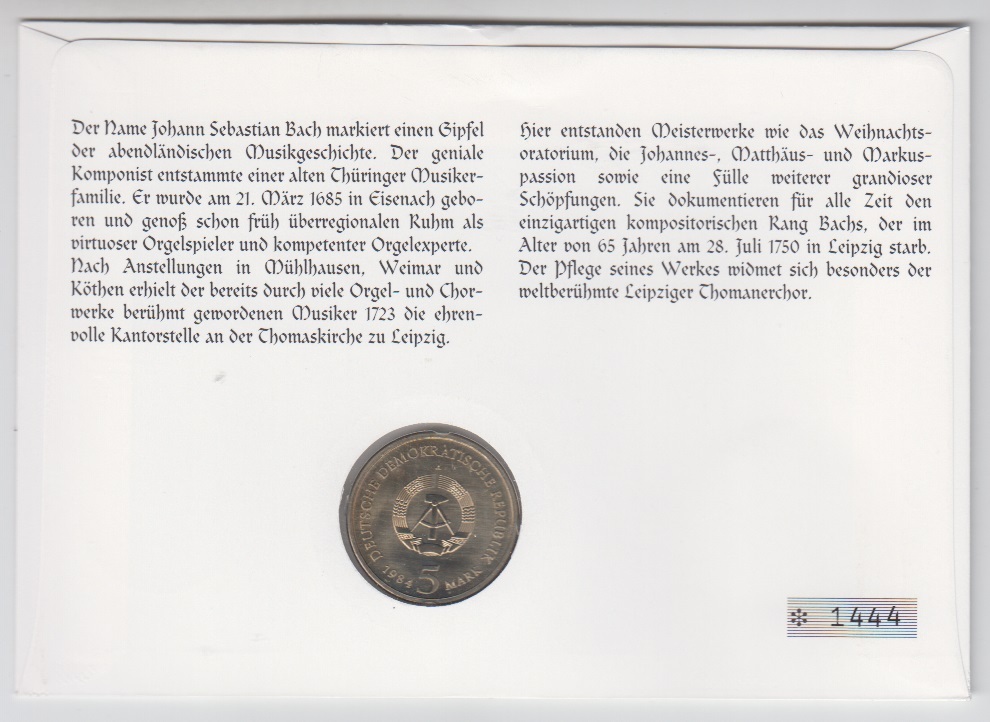 Der Name Johann Sebastian Bach markiert einen Gipfel
der abendländischen Musikgeschichte. Der geniale
Komponist entstammte einer alten Thüringer Musiker-
familie. Er wurde am 21. März 1685 in Eisenach gebo-
ren und genoß schon früh überregionalen Ruhm als
virtuoser Orgelspieler und kompetenter Orgelexperte.
Nach Anstellungen in Mühlhausen, Weimar und
Köthen erhielt der bereits durch viele Orgel- und Chor-
werke berühmt gewordenen Musiker 1723 die ehren-
volle Kantorstelle an der Thomaskirche zu Leipzig.
Hier entstanden Meisterwerke wie das Weihnachts-
oratorium, die Johannes-, Matthäus- und Markus-
passion sowie eine Fülle weiterer grandioser
Schöpfungen. Sie dokumentieren für alle Zeit den
einzigartigen kompositorischen Rang Bachs, der im
Alter von 65 Jahren am 28. Juli 1750 in Leipzig starb.
Der Pflege seines Werkes widmet sich besonders der
weltberühmte Leipziger Thomanerchor.
DEUTSCHE DEMOKRATISCHE REPUBLIK
1984 5 MARK
* 1444